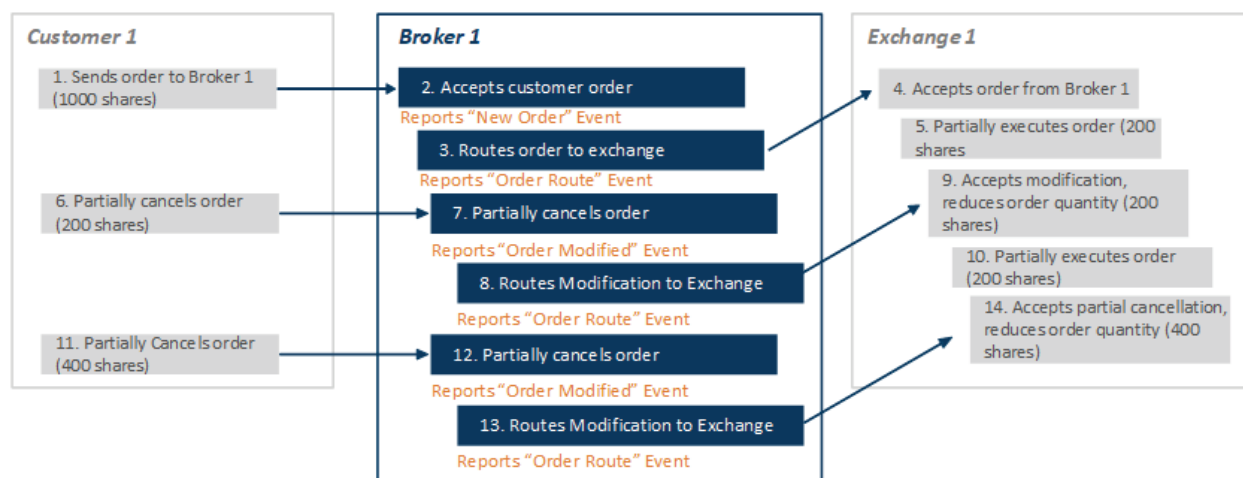 Customer 1
1. Sends order to Broker 1
(1000 shares)
6. Partially cancels order
(200 shares)
11. Partially Cancels order
(400 shares)
Broker 1
2. Accepts customer order
Reports “New Order” Event
3. Routes order to exchange
Reports “Order Route” Event
7. Partially cancels order
Reports “Order Modified” Event
8. Routes Modification to Exchange
Reports “Order Route” Event
12. Partially cancels order
Reports “Order Modified” Event
13. Routes Modification to Exchange
Reports “Order Route” Event
Exchange 1
4. Accepts order from Broker 1
5. Partially executes order (200
shares
9. Accepts modification,
reduces order quantity (200
shares)
10. Partially executes order
(200 shares)
14. Accepts partial cancellation,
reduces order quantity (400
shares)